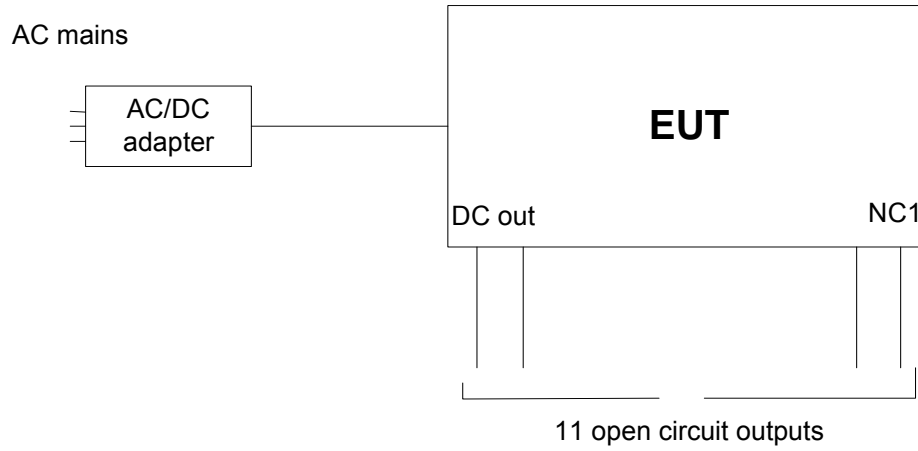 AC mains
AC/DC
adapter
EUT
DC out
NC1
11 open circuit outputs